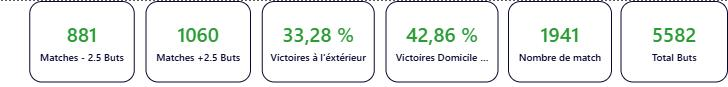 881
Matches - 2.5 Buts
1060
Matches +2.5 Buts
33,28 %
Victoires à l'éxtérieur
42,86 %
Victoires Domicile ...
1941
Nombre de match
5582
Total Buts